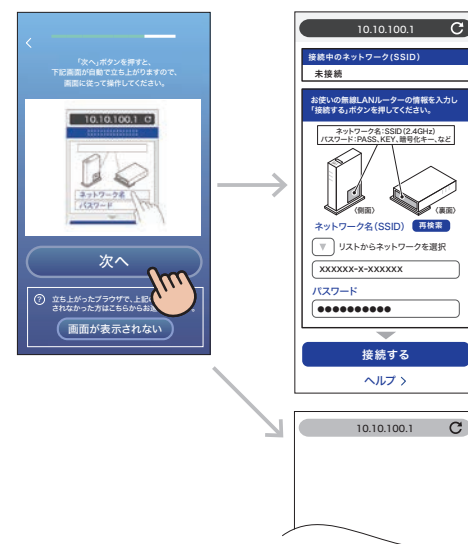 「次へ」ボタンを押すと、
下記画面が自動で立ち上がりますので、
画面に従って操作してください。
10.10.100.1
ネットワーク名
パスワード
次へ
? 立ち上がったブラウザで、上記の
されなかった方はこちらからお進
画面が表示されない
10.10.100.1
接続中のネットワーク(SSID)
未接続
お使いの無線LANルーターの情報を入力し
「接続する」ボタンを押してください。
ネットワーク名:SSID(2.4GHz)
パスワード:PASS、KEY、暗号化キー、など
〈側面〉
〈裏面〉
ネットワーク名(SSID) 再検索
▼ リストからネットワークを選択
XXXXXX-X-XXXXXX
パスワード
●●●●●●●●●●
接続する
ヘルプ >
10.10.100.1